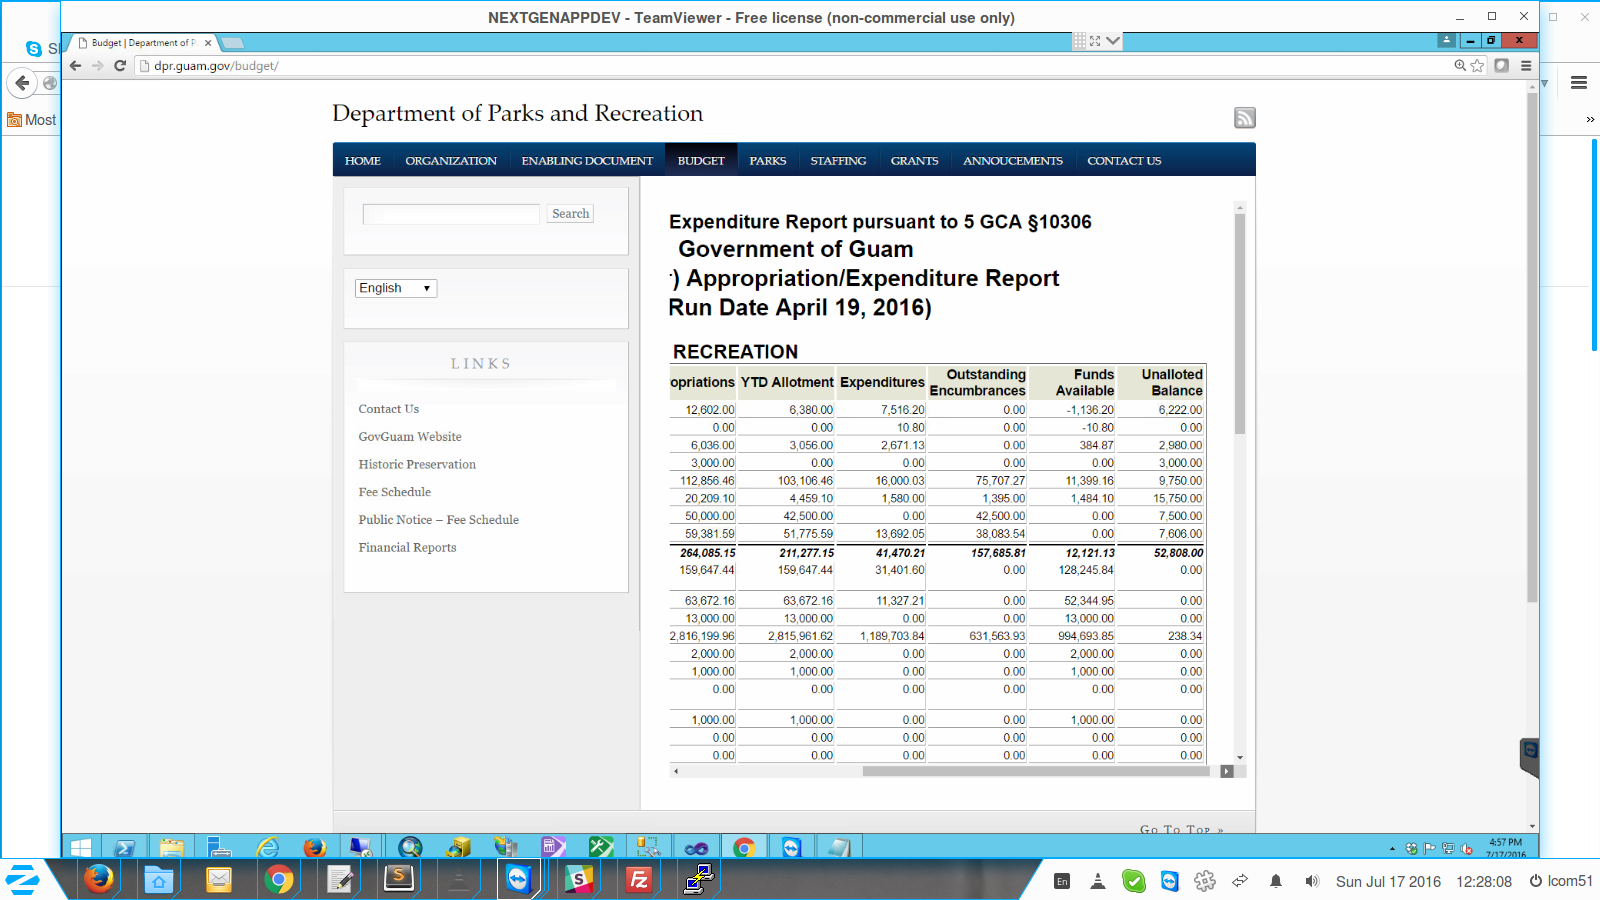 NEXTGENAPPDEV - TeamViewer - Free license (non-commercial use only)
Budget | Department of P
dpr.guam.gov/budget/
Most
Department of Parks and Recreation
HOME ORGANIZATION ENABLING DOCUMENT BUDGET PARKS STAFFING GRANTS ANNOUCEMENTS CONTACT US
Search
English
LINKS
Contact Us
GovGuam Website
Historic Preservation
Fee Schedule
Public Notice – Fee Schedule
Financial Reports
Expenditure Report pursuant to 5 GCA §10306
Government of Guam
) Appropriation/Expenditure Report
Run Date April 19, 2016)
RECREATION
opriations YTD Allotment Expenditures Outstanding Encumbrances Funds Available Unalloted Balance
12,602.00 6,380.00 7,516.20 0.00 -1,136.20 6,222.00
0.00 0.00 10.80 0.00 -10.80 0.00
6,036.00 3,056.00 2,671.13 0.00 384.87 2,980.00
3,000.00 0.00 0.00 0.00 0.00 3,000.00
112,856.46 103,106.46 16,000.03 75,707.27 11,399.16 9,750.00
20,209.10 4,459.10 1,580.00 1,395.00 1,484.10 15,750.00
50,000.00 42,500.00 0.00 42,500.00 0.00 7,500.00
59,381.59 51,775.59 13,692.05 38,083.54 0.00 7,606.00
264,085.15 211,277.15 41,470.21 157,685.81 12,121.13 52,808.00
159,647.44 159,647.44 31,401.60 0.00 128,245.84 0.00
63,672.16 63,672.16 11,327.21 0.00 52,344.95 0.00
13,000.00 13,000.00 0.00 0.00 13,000.00 0.00
2,816,199.96 2,815,961.62 1,189,703.84 631,563.93 994,693.85 238.34
2,000.00 2,000.00 0.00 0.00 2,000.00 0.00
1,000.00 1,000.00 0.00 0.00 1,000.00 0.00
0.00 0.00 0.00 0.00 0.00 0.00
1,000.00 1,000.00 0.00 0.00 1,000.00 0.00
0.00 0.00 0.00 0.00 0.00 0.00
0.00 0.00 0.00 0.00 0.00 0.00
Go To Top »
4:57 PM
7/17/2016
En
Sun Jul 17 2016 12:28:08 lcom51